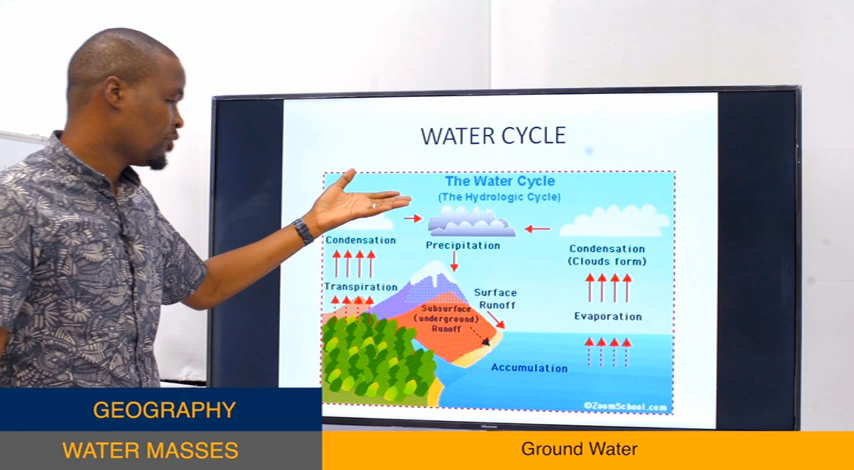 WATER CYCLE
The Water Cycle
(The Hydrologic Cycle)
Condensation
Precipitation
Condensation
(Clouds form)
Transpiration
Surface
Runoff
Subsurface
(underground)
Runoff
Evaporation
Accumulation
©ZoomSchool.com
GEOGRAPHY
WATER MASSES
Ground Water